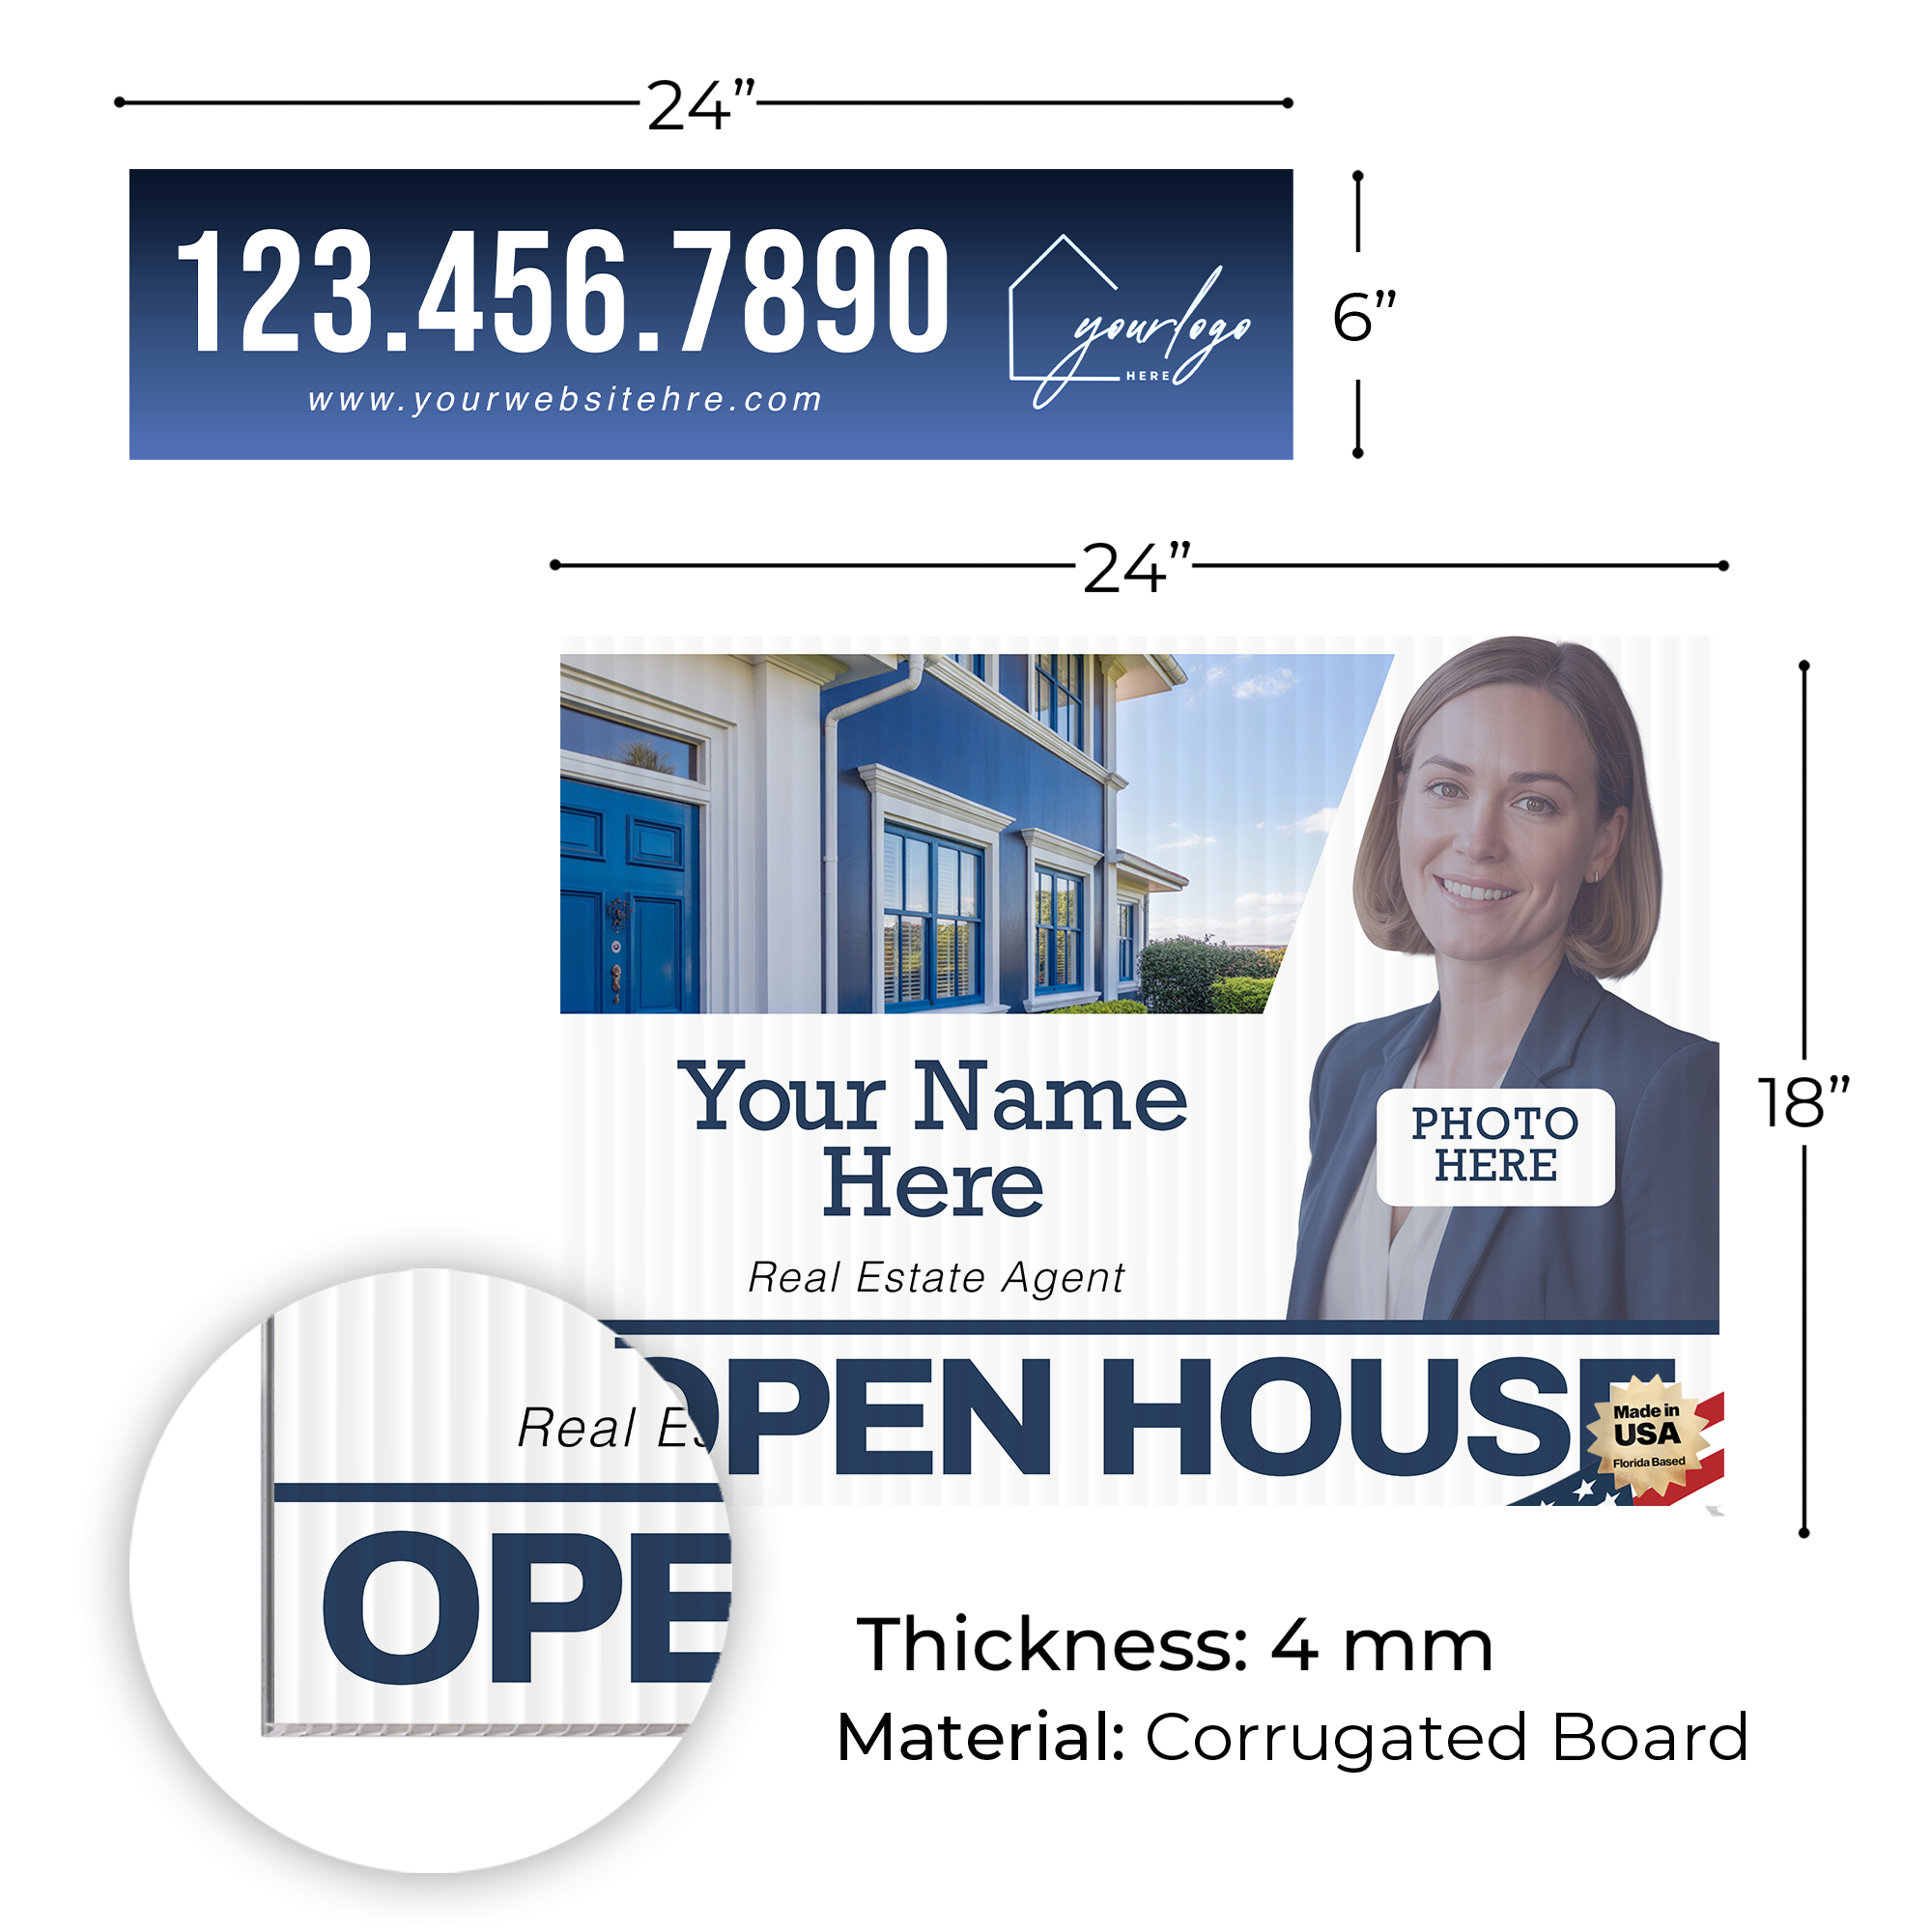 24”
123.456.7890
www.yourwebsitehre.com
yourlogo
HERE
6”
24”
Your Name
Here
PHOTO
HERE
18”
Real Estate Agent
OPEN HOUSE
Made in
USA
Florida Based
Real Es
OPE
Thickness: 4 mm
Material: Corrugated Board